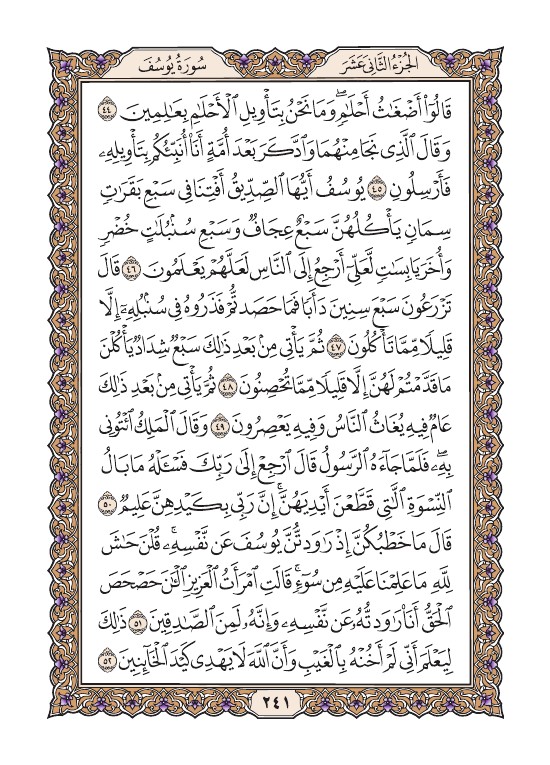 الجُزْءُ الثَّانِي عَشَرَ
سُورَةُ يُوسُفَ
قَالُوٓاْ أَضۡغَٰثُ أَحۡلَٰمٖۖ وَمَا نَحۡنُ بِتَأۡوِيلِ ٱلۡأَحۡلَٰمِ بِعَٰلِمِينَ ٤٤
وَقَالَ ٱلَّذِي نَجَا مِنۡهُمَا وَٱدَّكَرَ بَعۡدَ أُمَّةٍ أَنَا۠ أُنَبِّئُكُم بِتَأۡوِيلِهِۦ
فَأَرۡسِلُونِ ٤٥ يُوسُفُ أَيُّهَا ٱلصِّدِّيقُ أَفۡتِنَا فِي سَبۡعِ بَقَرَٰتٖ
سِمَانٖ يَأۡكُلُهُنَّ سَبۡعٌ عِجَافٞ وَسَبۡعِ سُنۢبُلَٰتٍ خُضۡرٖ
وَأُخَرَ يَابِسَٰتٖ لَّعَلِّيٓ أَرۡجِعُ إِلَى ٱلنَّاسِ لَعَلَّهُمۡ يَعۡلَمُونَ ٤٦ قَالَ
تَزۡرَعُونَ سَبۡعَ سِنِينَ دَأَبٗا فَمَا حَصَدتُّمۡ فَذَرُوهُ فِي سُنۢبُلِهِۦٓ إِلَّا
قَلِيلٗا مِّمَّا تَأۡكُلُونَ ٤٧ ثُمَّ يَأۡتِي مِنۢ بَعۡدِ ذَٰلِكَ سَبۡعٞ شِدَادٞ يَأۡكُلۡنَ
مَا قَدَّمۡتُمۡ لَهُنَّ إِلَّا قَلِيلٗا مِّمَّا تُحۡصِنُونَ ٤٨ ثُمَّ يَأۡتِي مِنۢ بَعۡدِ ذَٰلِكَ
عَامٞ فِيهِ يُغَاثُ ٱلنَّاسُ وَفِيهِ يَعۡصِرُونَ ٤٩ وَقَالَ ٱلۡمَلِكُ ٱئۡتُونِي
بِهِۦۖ فَلَمَّا جَآءَهُ ٱلرَّسُولُ قَالَ ٱرۡجِعۡ إِلَىٰ رَبِّكَ فَسۡـَٔلۡهُ مَا بَالُ
ٱلنِّسۡوَةِ ٱلَّٰتِي قَطَّعۡنَ أَيۡدِيَهُنَّۚ إِنَّ رَبِّي بِكَيۡدِهِنَّ عَلِيمٞ ٥٠
قَالَ مَا خَطۡبُكُنَّ إِذۡ رَٰوَدتُّنَّ يُوسُفَ عَن نَّفۡسِهِۦۚ قُلۡنَ حَٰشَ
لِلَّهِ مَا عَلِمۡنَا عَلَيۡهِ مِن سُوٓءٖۚ قَالَتِ ٱمۡرَأَتُ ٱلۡعَزِيزِ ٱلۡـَٰٔنَ حَصۡحَصَ
ٱلۡحَقُّ أَنَا۠ رَٰوَدتُّهُۥ عَن نَّفۡسِهِۦ وَإِنَّهُۥ لَمِنَ ٱلصَّٰدِقِينَ ٥١ ذَٰلِكَ
لِيَعۡلَمَ أَنِّي لَمۡ أَخُنۡهُ بِٱلۡغَيۡبِ وَأَنَّ ٱللَّهَ لَا يَهۡدِي كَيۡدَ ٱلۡخَآئِنِينَ ٥٢
٢٤١